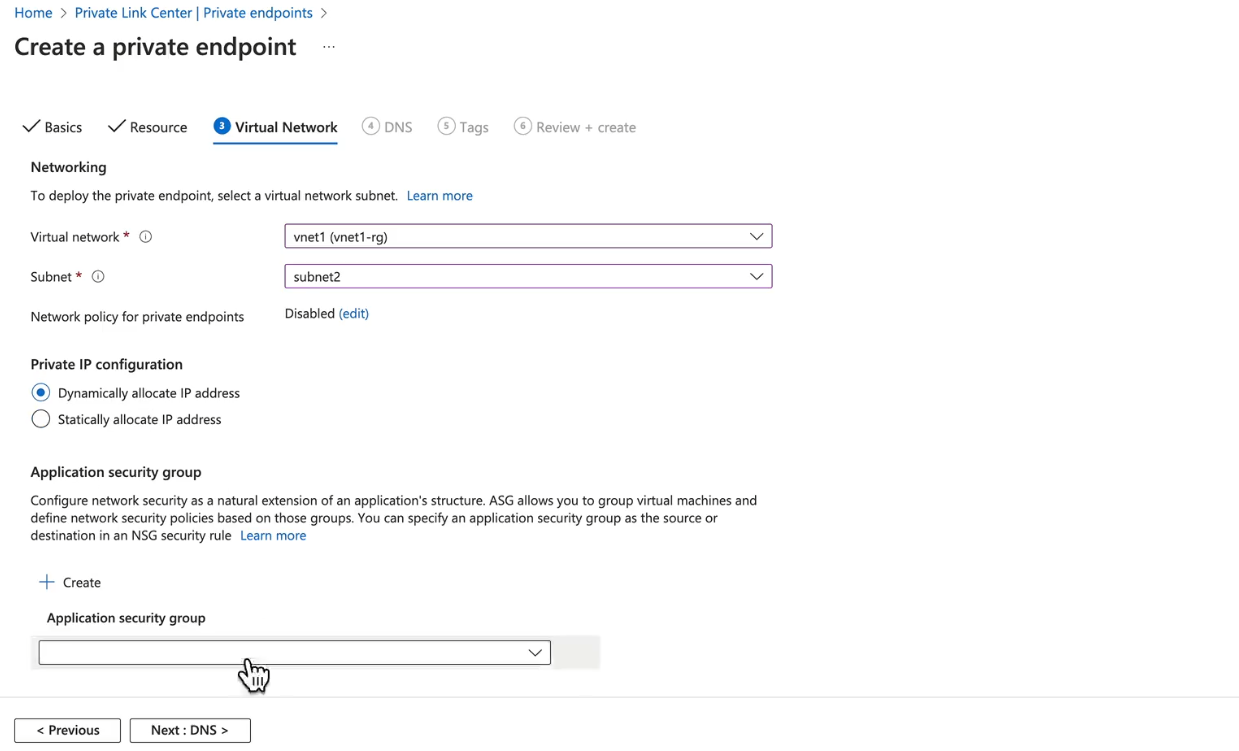 Home > Private Link Center | Private endpoints >
Create a private endpoint ...
Basics Resource 3 Virtual Network 4 DNS 5 Tags 6 Review + create
Networking
To deploy the private endpoint, select a virtual network subnet. Learn more
Virtual network * vnet1 (vnet1-rg)
Subnet * subnet2
Network policy for private endpoints Disabled (edit)
Private IP configuration
Dynamically allocate IP address
Statically allocate IP address
Application security group
Configure network security as a natural extension of an application's structure. ASG allows you to group virtual machines and
define network security policies based on those groups. You can specify an application security group as the source or
destination in an NSG security rule Learn more
+ Create
Application security group
< Previous Next : DNS >